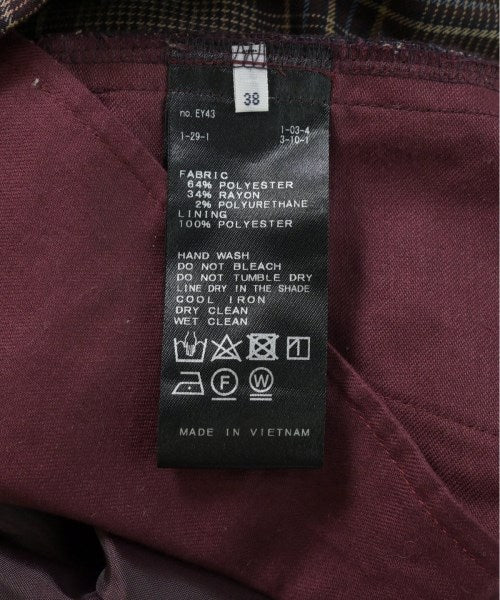 38
no. EY43
1-29-1 1-03-4
3-10-1
FABRIC
64% POLYESTER
34% RAYON
2% POLYURETHANE
LINING
100% POLYESTER
HAND WASH
DO NOT BLEACH
DO NOT TUMBLE DRY
LINE DRY IN THE SHADE
COOL IRON
DRY CLEAN
WET CLEAN
F W
MADE IN VIETNAM